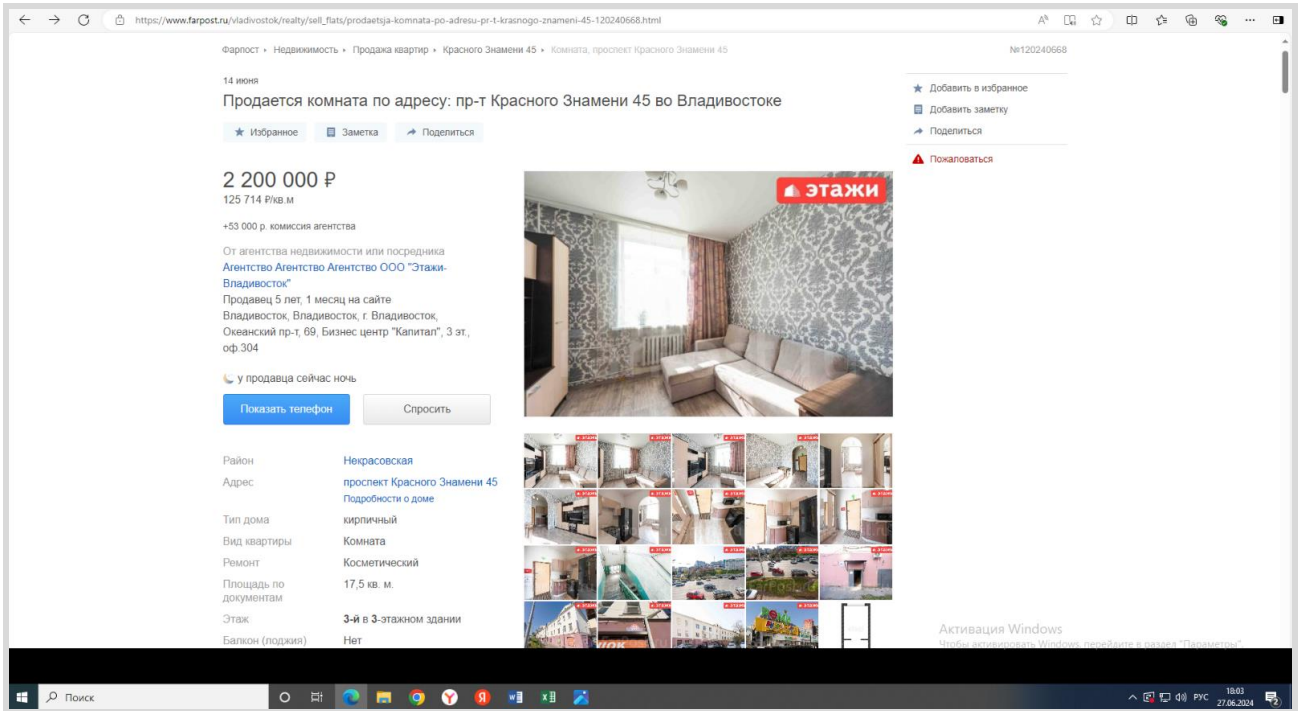 https://www.farpost.ru/vladivostok/realty/sell_flats/prodaetsja-komnata-po-adresu-pr-t-krasnogo-znameni-45-120240668.html
Фарпост › Недвижимость › Продажа квартир › Красного Знамени 45 › Комната, проспект Красного Знамени 45
№120240668
14 июня
Продается комната по адресу: пр-т Красного Знамени 45 во Владивостоке
Избранное Заметка Поделиться
Добавить в избранное
Добавить заметку
Поделиться
Пожаловаться
2 200 000 ₽
125 714 ₽/кв.м
+53 000 р. комиссия агентства
От агентства недвижимости или посредника
Агентство Агентство Агентство ООО "Этажи-
Владивосток"
Продавец 5 лет, 1 месяц на сайте
Владивосток, Владивосток, г. Владивосток,
Океанский пр-т, 69, Бизнес центр "Капитал", 3 эт.,
оф.304
у продавца сейчас ночь
Показать телефон Спросить
этажи
Район Некрасовская
Адрес проспект Красного Знамени 45
Подробности о доме
Тип дома кирпичный
Вид квартиры Комната
Ремонт Косметический
Площадь по 17,5 кв. м.
документам
Этаж 3-й в 3-этажном здании
Балкон (лоджия) Нет
Активация Windows
Чтобы активировать Windows, перейдите в раздел "Параметры".
Поиск
РУС
18:03
27.06.2024